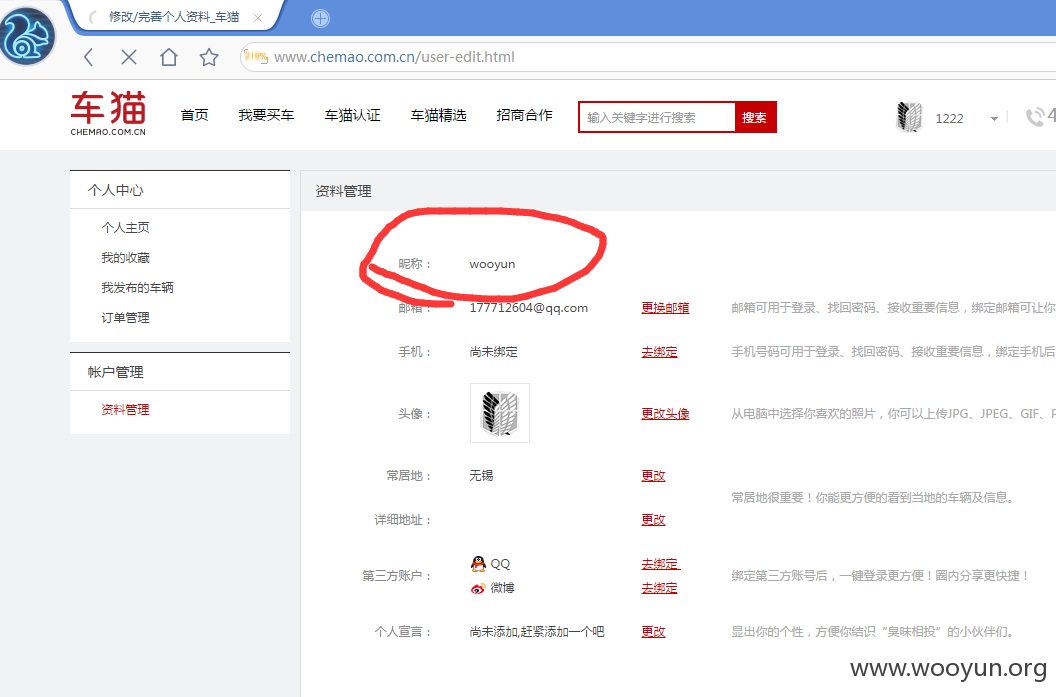 修改/完善个人资料_车猫
www.chemao.com.cn/user-edit.html
车猫
CHEMAO.COM.CN
首页 我要买车 车猫认证 车猫精选 招商合作 输入关键字进行搜索 搜索 1222 4
个人中心
个人主页
我的收藏
我发布的车辆
订单管理
帐户管理
资料管理
资料管理
昵称： wooyun
邮箱： 177712604@qq.com 更换邮箱 邮箱可用于登录、找回密码、接收重要信息，绑定邮箱可让你
手机： 尚未绑定 去绑定 手机号码可用于登录、找回密码、接收重要信息，绑定手机后
头像： 更改头像 从电脑中选择你喜欢的照片，你可以上传JPG、JPEG、GIF、P
常居地： 无锡 更改
常居地很重要！你能更方便的看到当地的车辆及信息。
详细地址： 更改
第三方账户： QQ 去绑定
微博 去绑定
绑定第三方账号后，一键登录更方便！圈内分享更快捷！
个人宣言： 尚未添加,赶紧添加一个吧 更改 显出你的个性，方便你结识“臭味相投”的小伙伴们。
www.wooyun.org